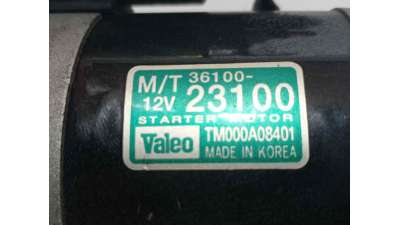 M/T 36100-
12V 23100
STARTER MOTOR
Valeo TM000A08401
MADE IN KOREA